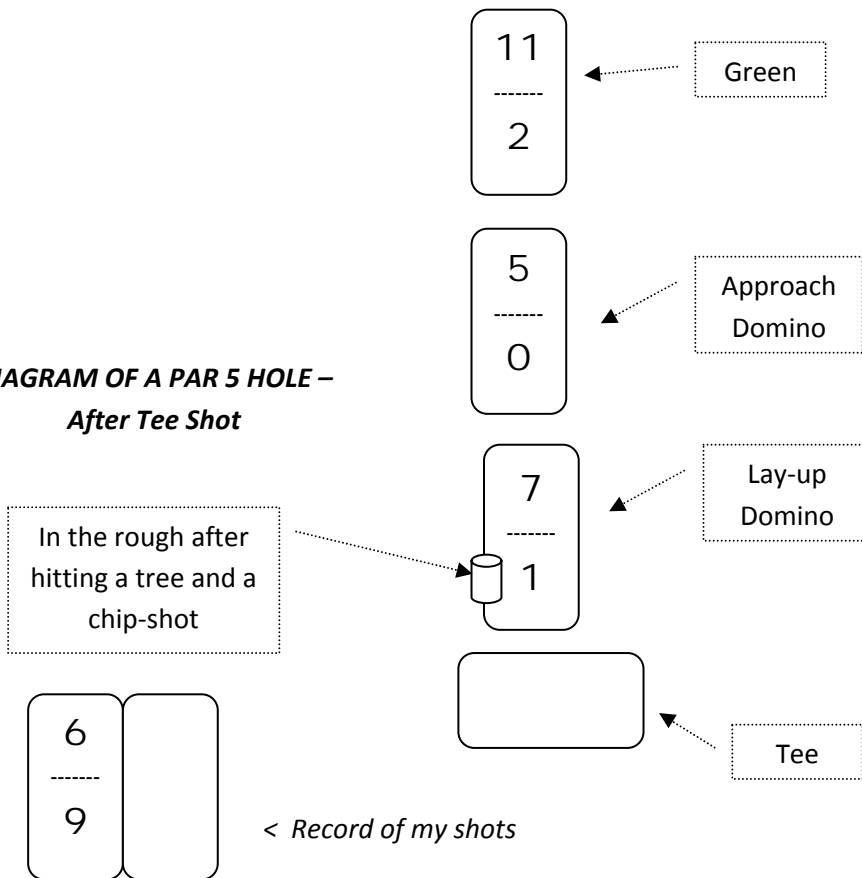 11
-------
2
Green
5
-------
0
Approach
Domino
AGRAM OF A PAR 5 HOLE –
After Tee Shot
7
-------
1
Lay-up
Domino
In the rough after
hitting a tree and a
chip-shot
6
-------
9
Tee
< Record of my shots